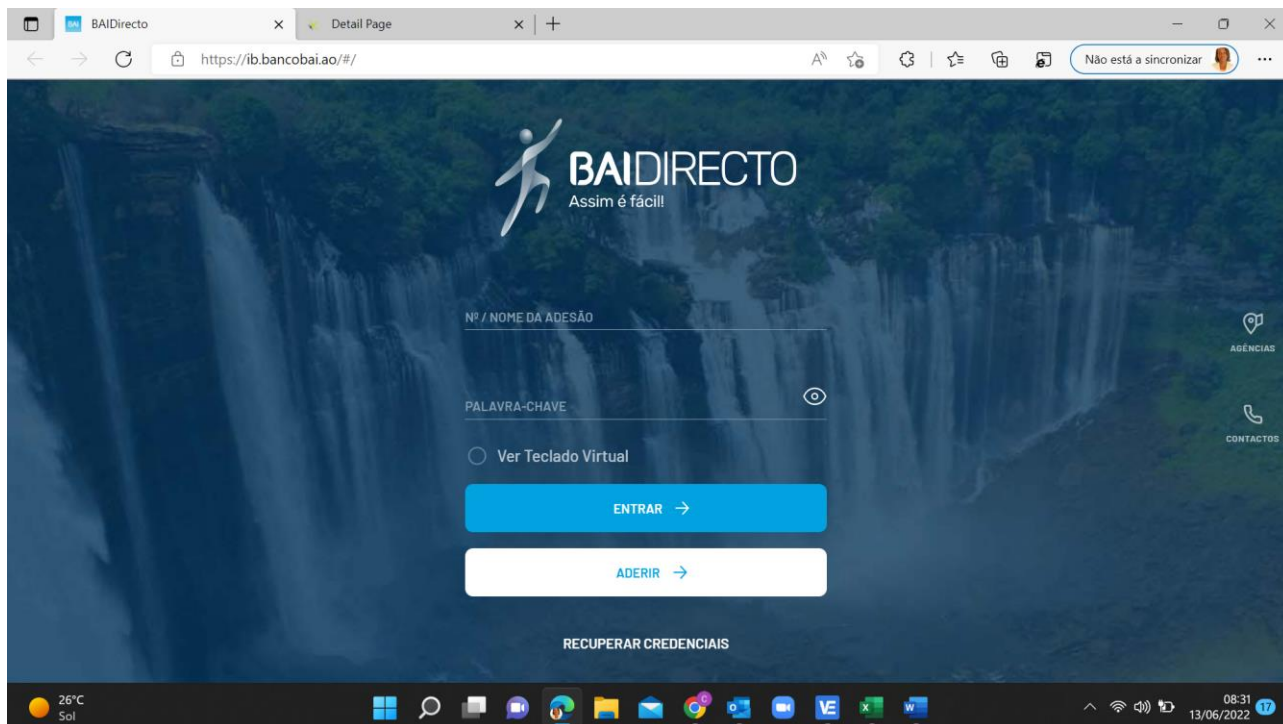 BAI
BAIDirecto
Detail Page
https://ib.bancobai.ao/#/
Não está a sincronizar
BAIDIRECTO
Assim é fácil!
Nº / NOME DA ADESÃO
AGÊNCIAS
PALAVRA-CHAVE
CONTACTOS
Ver Teclado Virtual
ENTRAR
ADERIR
RECUPERAR CREDENCIAIS
26°C
Sol
08:31
13/06/2022
17